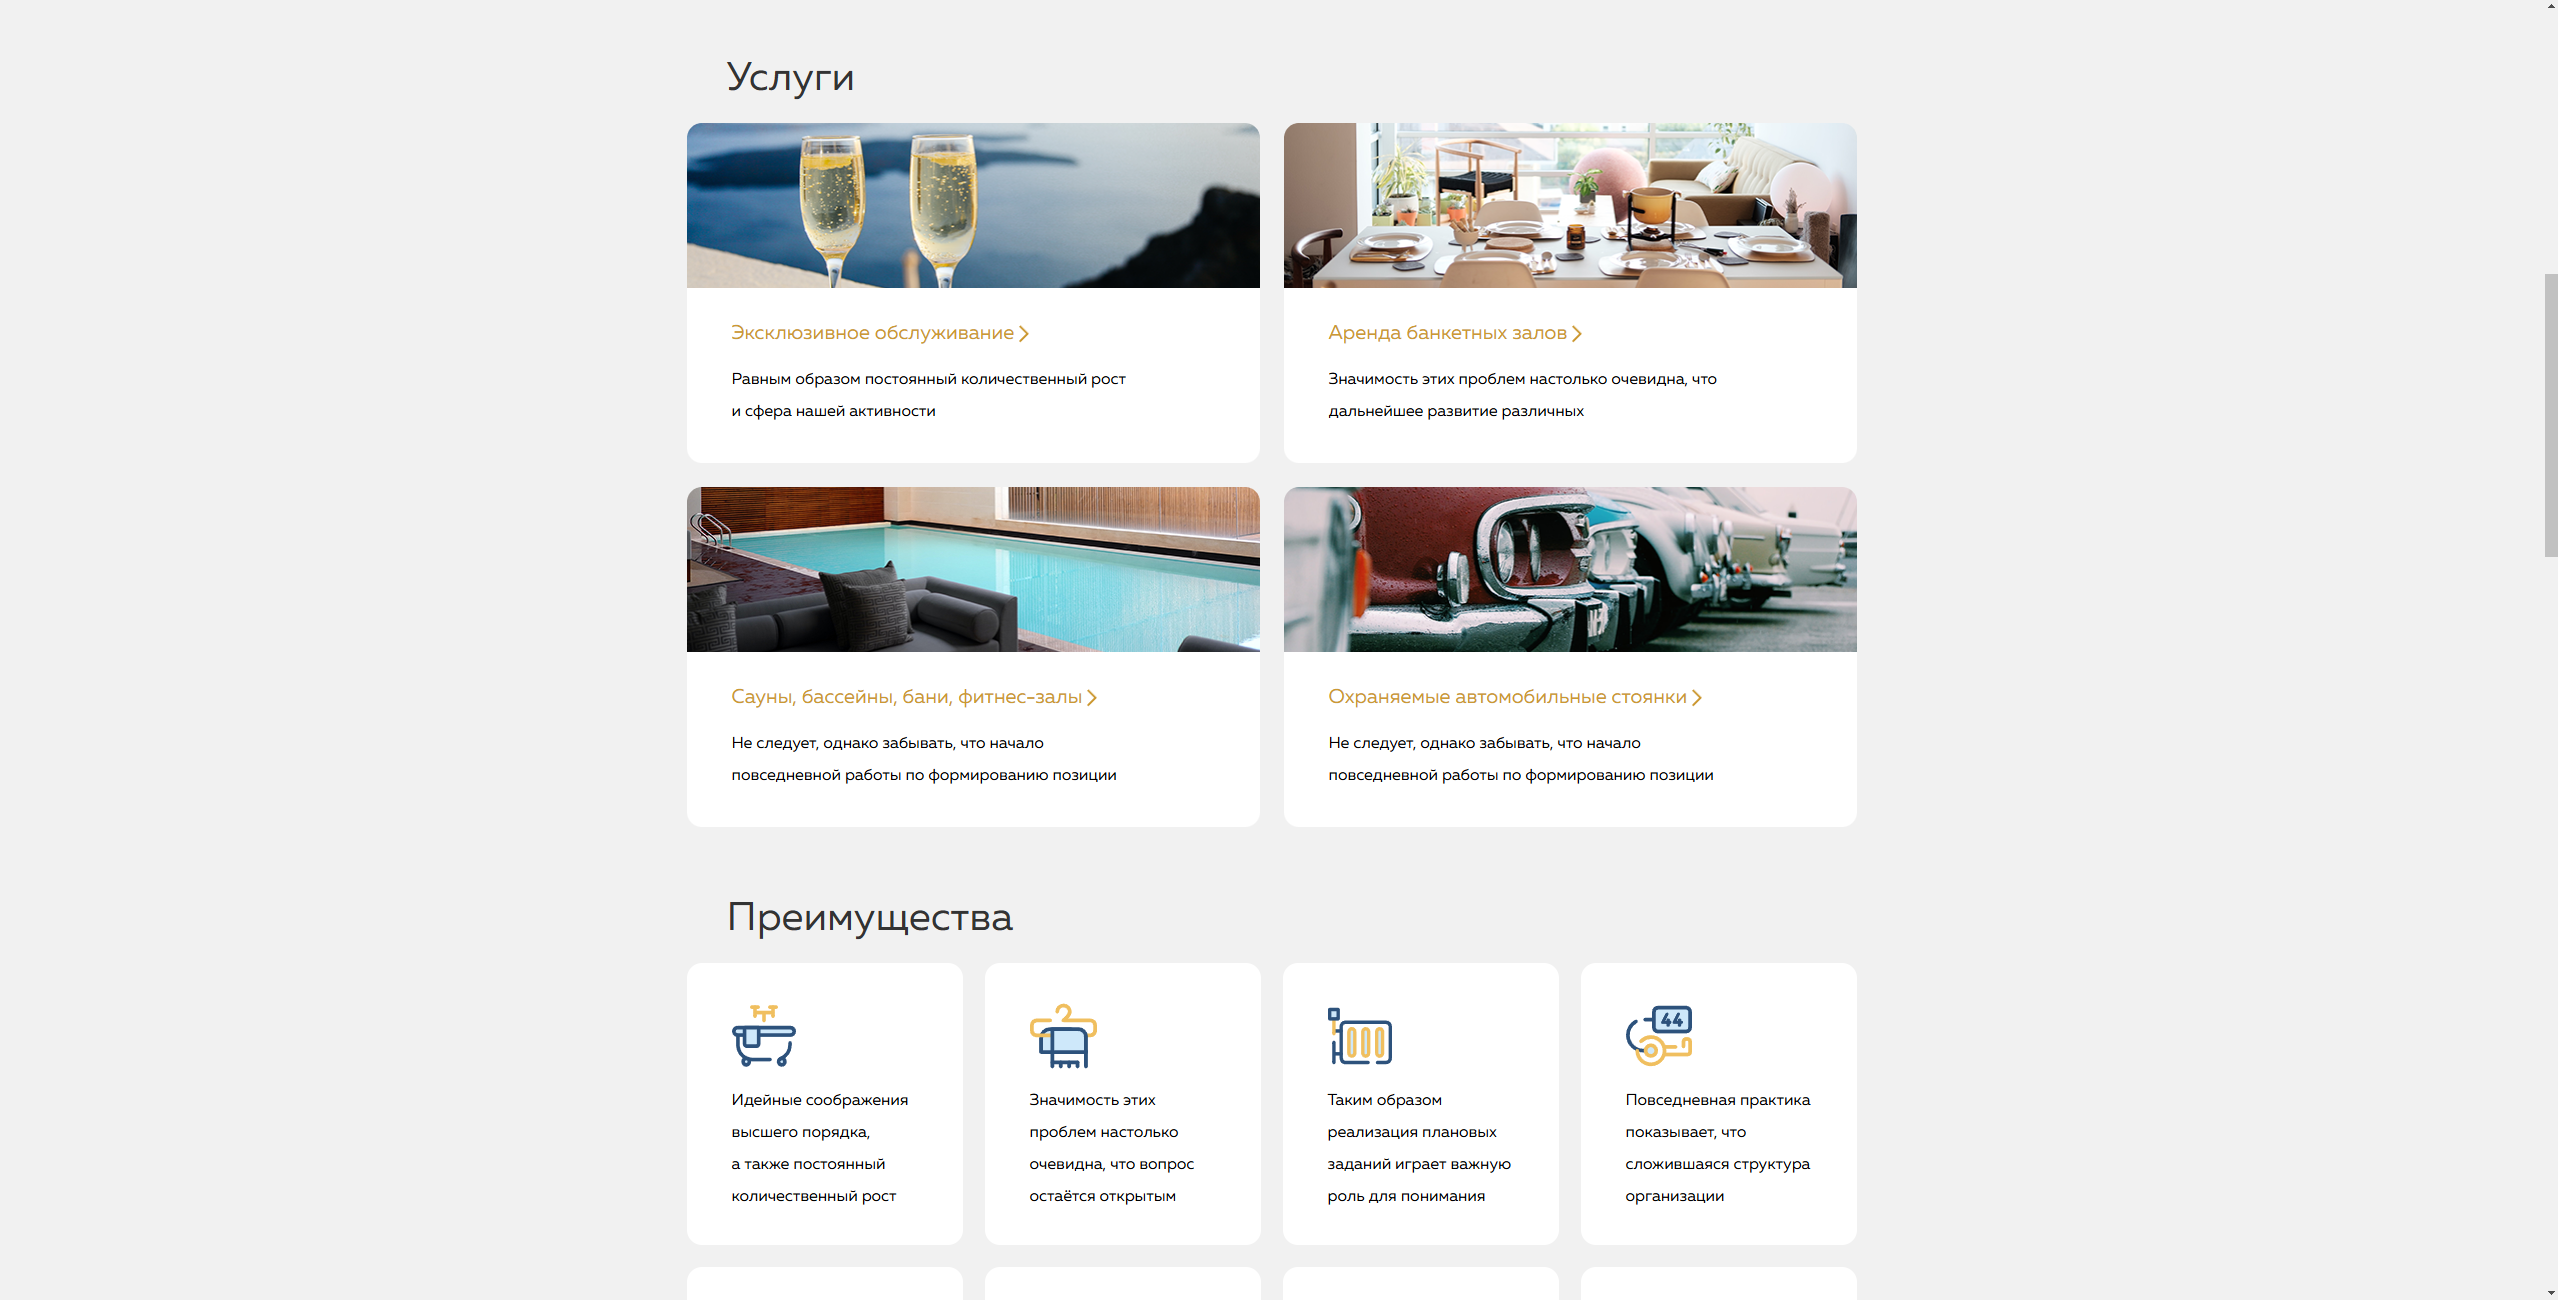 Услуги
Эксклюзивное обслуживание
Равным образом постоянный количественный рост
и сфера нашей активности
Аренда банкетных залов
Значимость этих проблем настолько очевидна, что
дальнейшее развитие различных
Сауны, бассейны, бани, фитнес-залы
Не следует, однако забывать, что начало
повседневной работы по формированию позиции
Охраняемые автомобильные стоянки
Не следует, однако забывать, что начало
повседневной работы по формированию позиции
Преимущества
Идейные соображения
высшего порядка,
а также постоянный
количественный рост
Значимость этих
проблем настолько
очевидна, что вопрос
остаётся открытым
Таким образом
реализация плановых
заданий играет важную
роль для понимания
44
Повседневная практика
показывает, что
сложившаяся структура
организации